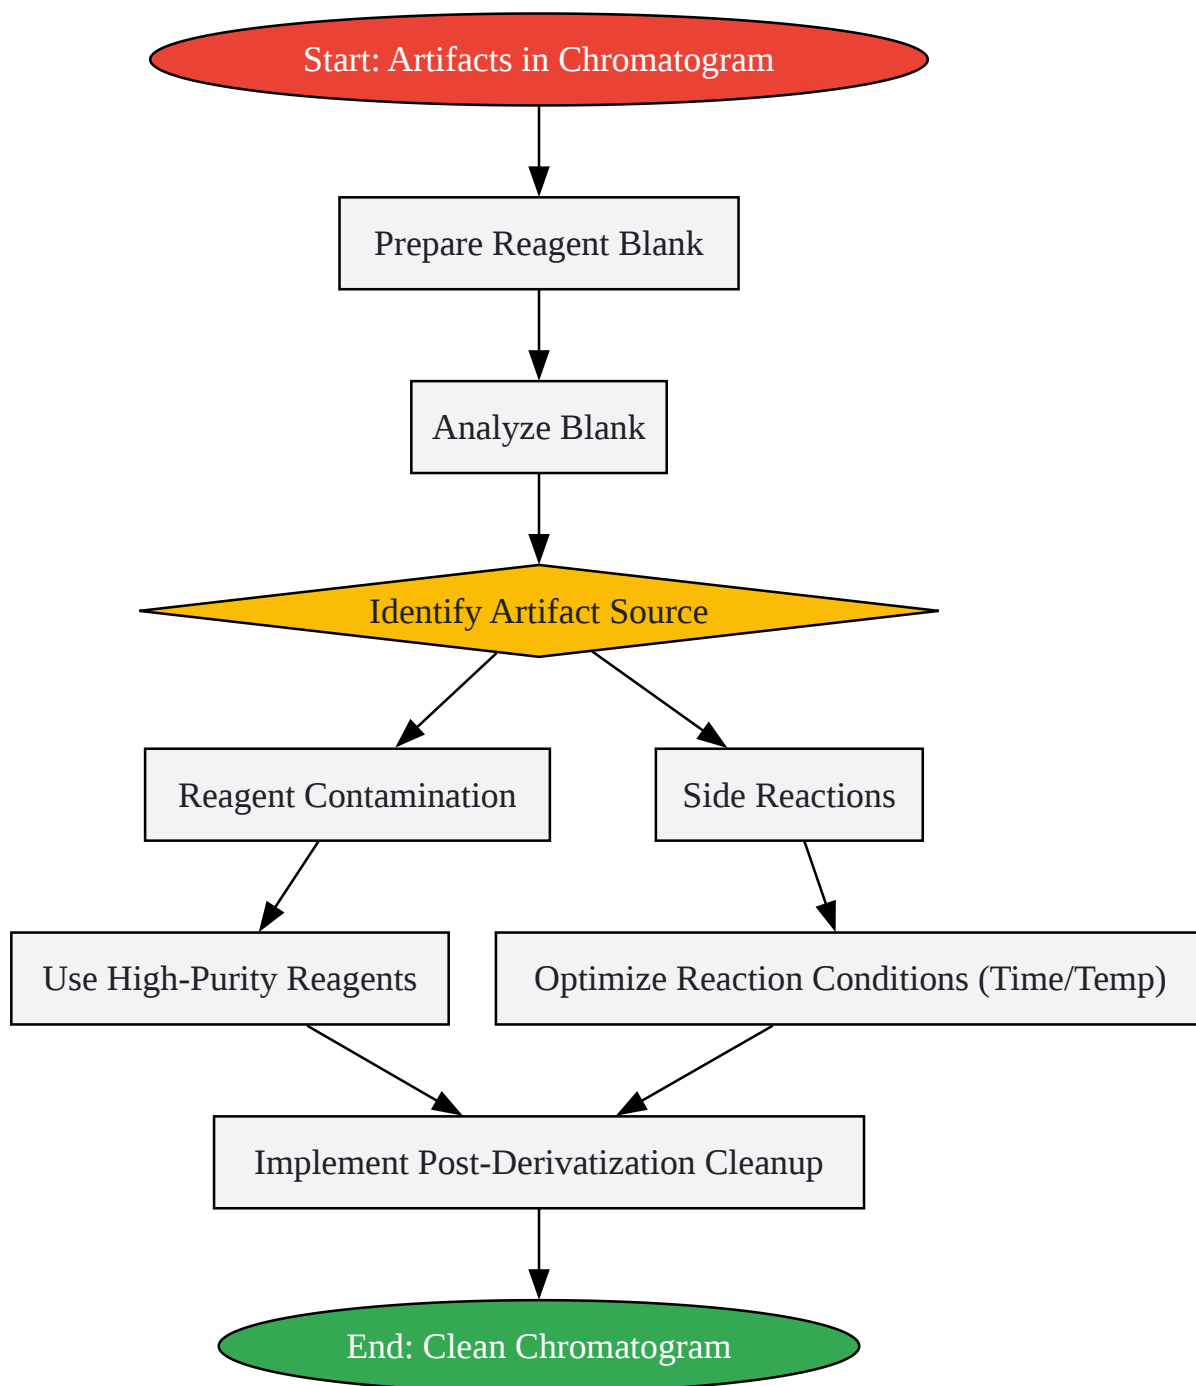 Start: Artifacts in Chromatogram
Prepare Reagent Blank
Analyze Blank
Identify Artifact Source
Reagent Contamination
Side Reactions
Use High-Purity Reagents
Optimize Reaction Conditions (Time/Temp)
Implement Post-Derivatization Cleanup
End: Clean Chromatogram